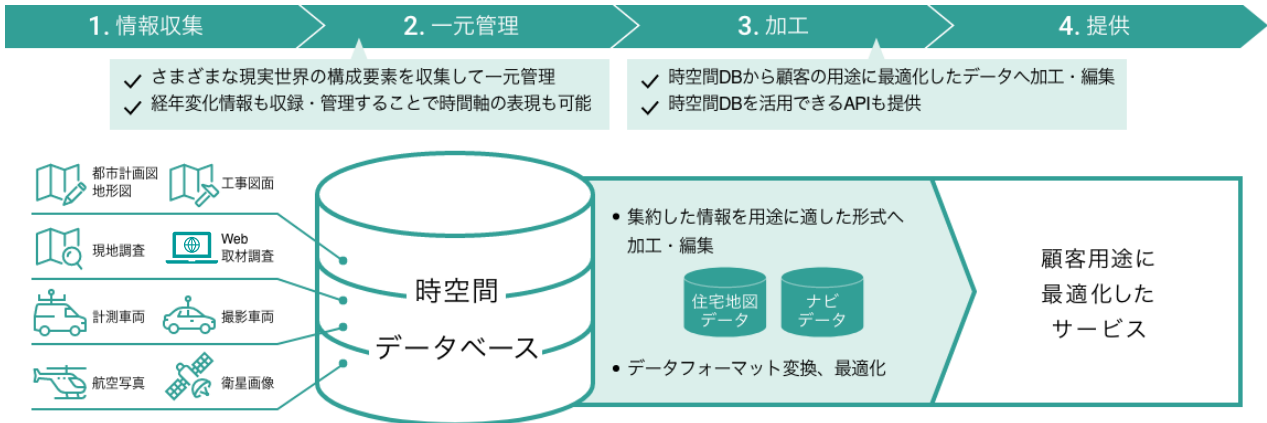 1. 情報収集
2. 一元管理
3. 加工
4. 提供
さまざまな現実世界の構成要素を収集して一元管理
経年変化情報も収録・管理することで時間軸の表現も可能
時空間DBから顧客の用途に最適化したデータへ加工・編集
時空間DBを活用できるAPIも提供
都市計画図
地形図
工事図面
現地調査
Web
取材調査
計測車両
撮影車両
航空写真
衛星画像
時空間
データベース
• 集約した情報を用途に適した形式へ
加工・編集
住宅地図
データ
ナビ
データ
• データフォーマット変換、最適化
顧客用途に
最適化した
サービス